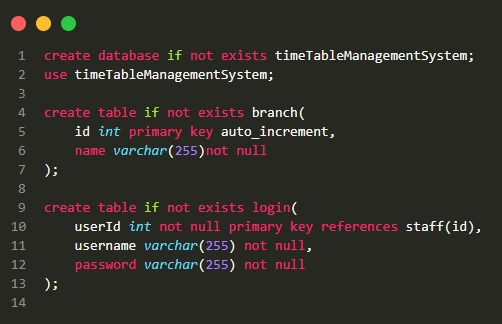 1 create database if not exists timeTableManagementSystem;
2 use timeTableManagementSystem;
3
4 create table if not exists branch(
5     id int primary key auto_increment,
6     name varchar(255)not null
7 );
8
9 create table if not exists login(
10     userId int not null primary key references staff(id),
11     username varchar(255) not null,
12     password varchar(255) not null
13 );
14